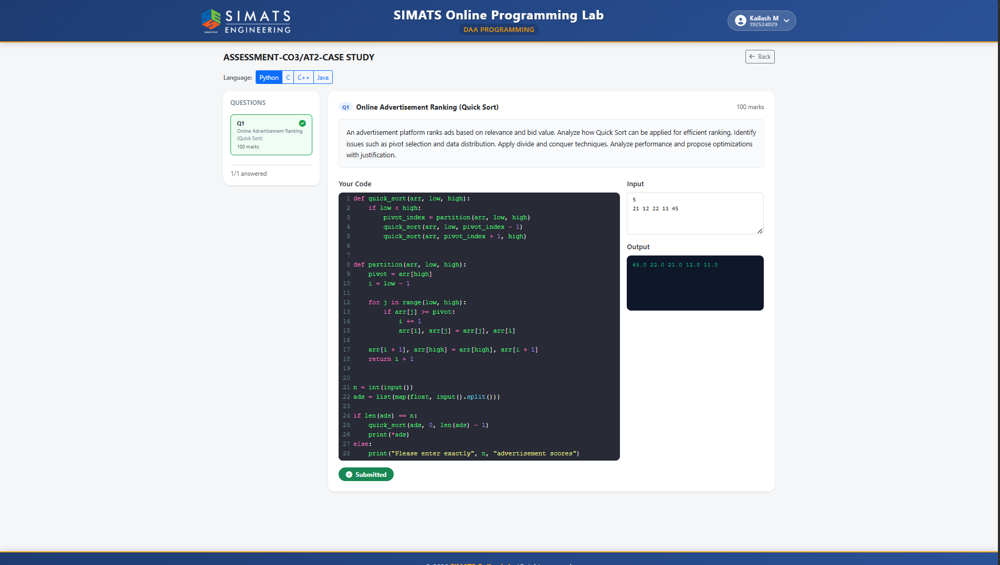 SIMATS
ENGINEERING
SIMATS Online Programming Lab
DAA PROGRAMMING
Kailash M
192524029
ASSESSMENT-CO3/AT2-CASE STUDY
← Back
Language: Python C C++ Java
QUESTIONS
Q1
Online Advertisement Ranking
(Quick Sort)
100 marks
1/1 answered
Q1 Online Advertisement Ranking (Quick Sort)
100 marks
An advertisement platform ranks ads based on relevance and bid value. Analyze how Quick Sort can be applied for efficient ranking. Identify
issues such as pivot selection and data distribution. Apply divide and conquer techniques. Analyze performance and propose optimizations
with justification.
Your Code
1 def quick_sort(arr, low, high):
2     if low < high:
3         pivot_index = partition(arr, low, high)
4         quick_sort(arr, low, pivot_index - 1)
5         quick_sort(arr, pivot_index + 1, high)
6
7
8 def partition(arr, low, high):
9     pivot = arr[high]
10     i = low - 1
11
12     for j in range(low, high):
13         if arr[j] >= pivot:
14             i += 1
15             arr[i], arr[j] = arr[j], arr[i]
16
17     arr[i + 1], arr[high] = arr[high], arr[i + 1]
18     return i + 1
19
20
21 n = int(input())
22 ads = list(map(float, input().split()))
23
24 if len(ads) == n:
25     quick_sort(ads, 0, len(ads) - 1)
26     print(*ads)
27 else:
28     print("Please enter exactly", n, "advertisement scores")
Submitted
Input
5
21 12 22 11 45
Output
45.0 22.0 21.0 12.0 11.0